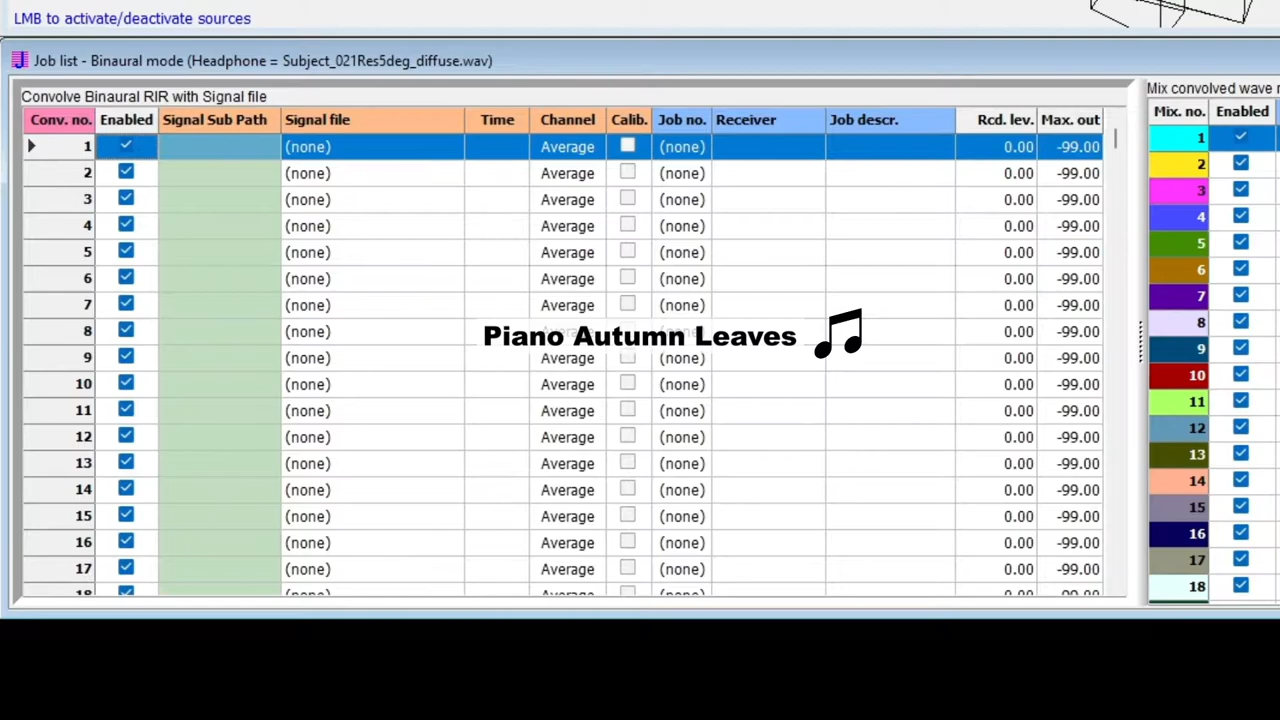 LMB to activate/deactivate sources
Job list - Binaural mode (Headphone = Subject_021Res5deg_diffuse.wav)
Convolve Binaural RIR with Signal file
Mix convolved wave r
Conv. no. Enabled Signal Sub Path Signal file Time Channel Calib. Job no. Receiver Job descr. Rcd. lev. Max. out Mix. no. Enabled
1 (none) Average (none) 0.00 -99.00 1
2 (none) Average (none) 0.00 -99.00 2
3 (none) Average (none) 0.00 -99.00 3
4 (none) Average (none) 0.00 -99.00 4
5 (none) Average (none) 0.00 -99.00 5
6 (none) Average (none) 0.00 -99.00 6
7 (none) Average (none) 0.00 -99.00 7
8 (none) Average (none) 0.00 -99.00 8
Piano Autumn Leaves
9 (none) Average (none) 0.00 -99.00 9
10 (none) Average (none) 0.00 -99.00 10
11 (none) Average (none) 0.00 -99.00 11
12 (none) Average (none) 0.00 -99.00 12
13 (none) Average (none) 0.00 -99.00 13
14 (none) Average (none) 0.00 -99.00 14
15 (none) Average (none) 0.00 -99.00 15
16 (none) Average (none) 0.00 -99.00 16
17 (none) Average (none) 0.00 -99.00 17
18